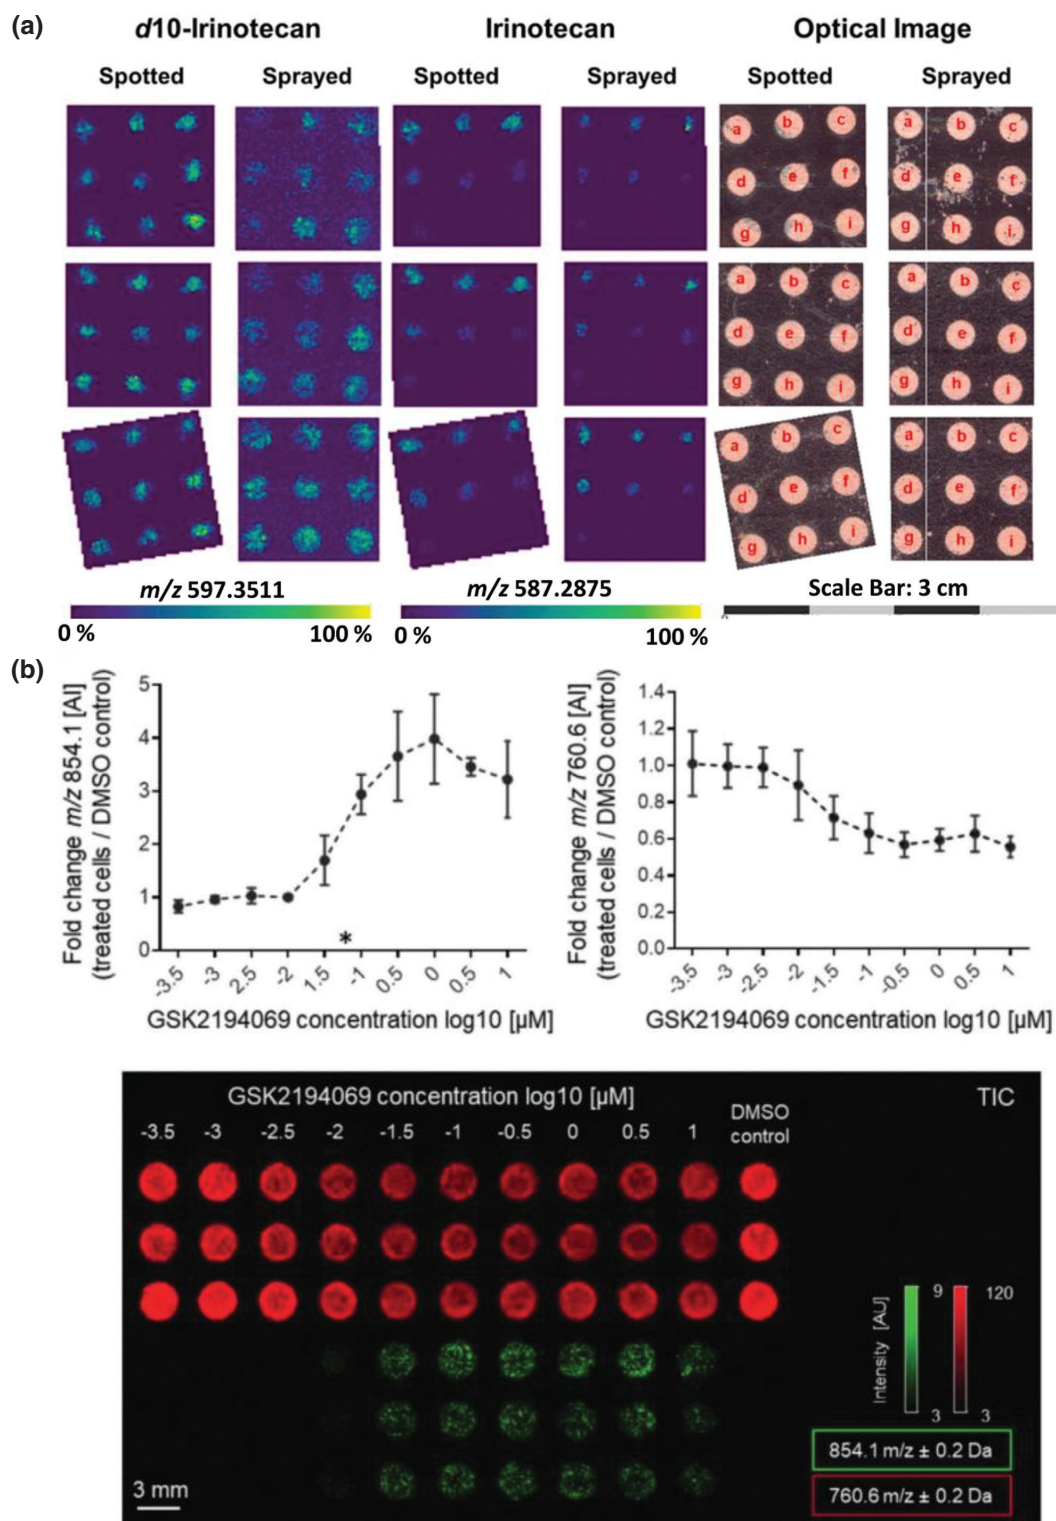 (a)
d10-Irinotecan Irinotecan Optical Image
Spotted Sprayed Spotted Sprayed Spotted Sprayed
a b c a b c
d e f d e f
g h i g h i
a b c a b c
d e f d e f
g h i g h i
a b c a b c
d e f d e f
g h i g h i
m/z 597.3511 m/z 587.2875 Scale Bar: 3 cm
0 % 100 % 0 % 100 %
(b)
Fold change m/z 854.1 [AI]
(treated cells / DMSO control)
5
4
3
2
1
0
*
-3.5 -3 2.5 -2 1.5 -1 0.5 0 0.5 1
GSK2194069 concentration log10 [µM]
Fold change m/z 760.6 [AI]
(treated cells / DMSO control)
1.4
1.2
1.0
0.8
0.6
0.4
0.2
0.0
-3.5 -3 -2.5 -2 -1.5 -1 -0.5 0 0.5 1
GSK2194069 concentration log10 [µM]
GSK2194069 concentration log10 [µM] TIC
-3.5 -3 -2.5 -2 -1.5 -1 -0.5 0 0.5 1 DMSO
control
Intensity [AU]
9 120
3 3
854.1 m/z ± 0.2 Da
760.6 m/z ± 0.2 Da
3 mm